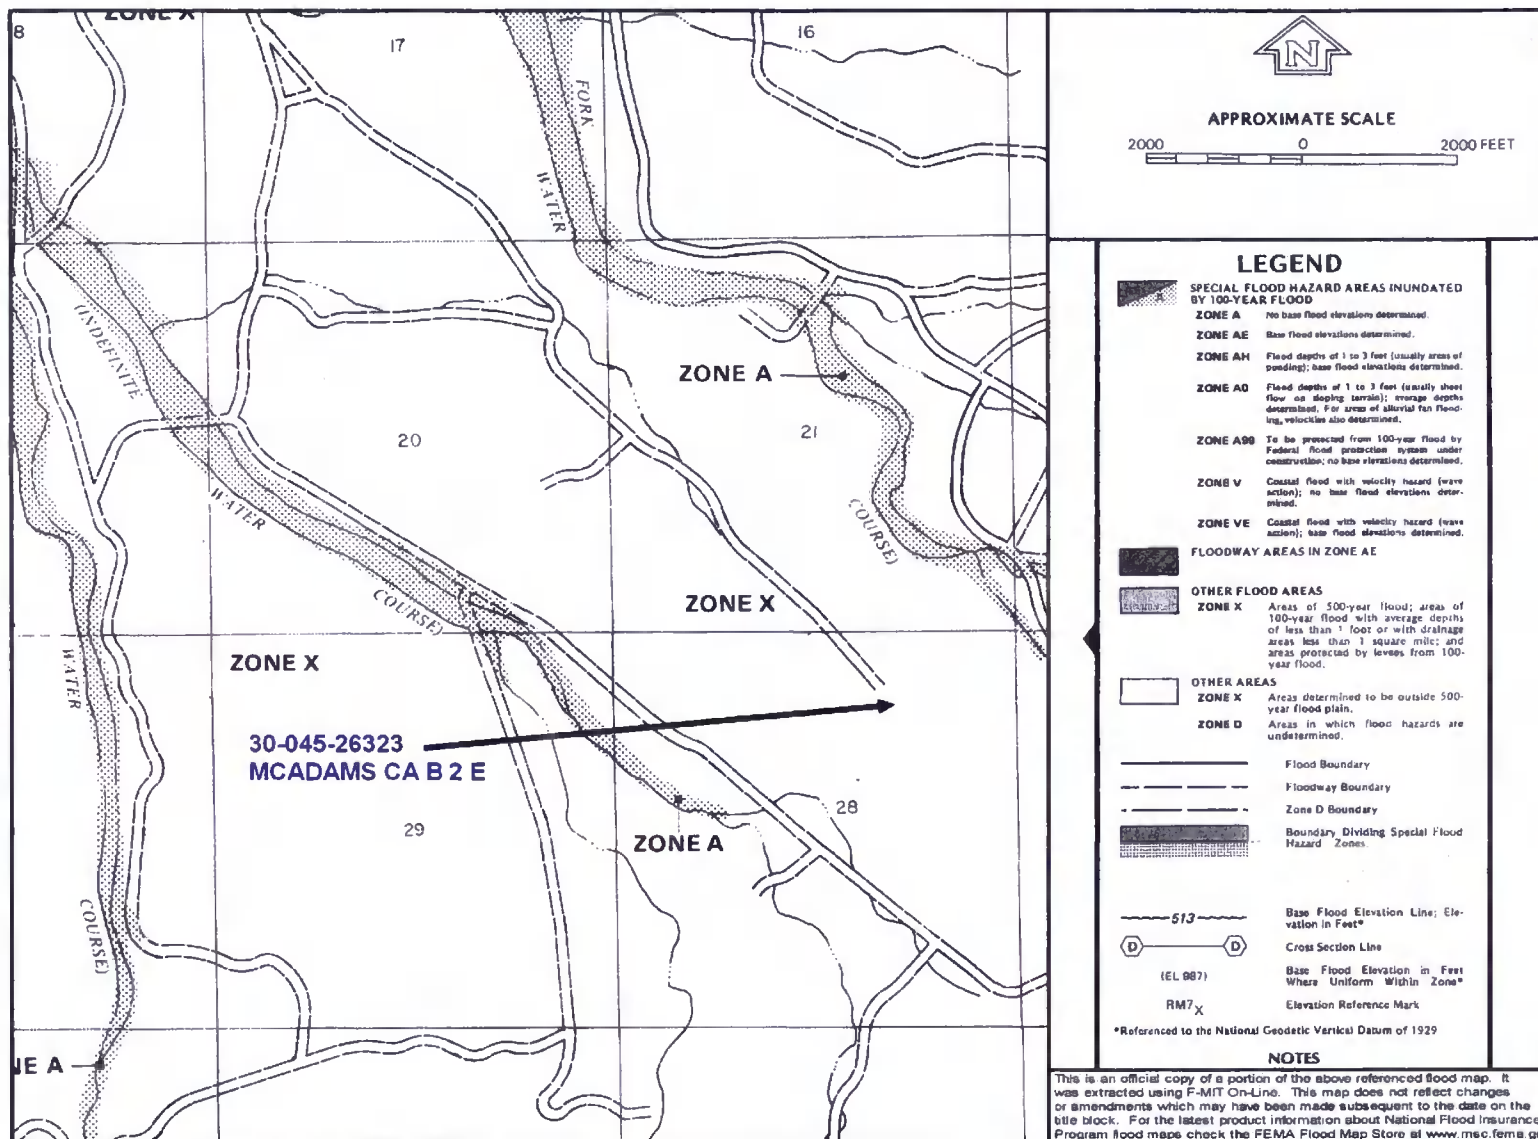 ZONE X
8
17
16
FORK
WATER
(INDEFINITE
ZONE A
20
21
WATER
COURSE)
COURSE)
ZONE X
WATER
ZONE X
30-045-26323
MCADAMS CA B 2 E
29
28
ZONE A
COURSE)
NE A
N
APPROXIMATE SCALE
2000 0 2000 FEET
LEGEND
SPECIAL FLOOD HAZARD AREAS INUNDATED
BY 100-YEAR FLOOD
ZONE A No base flood elevations determined.
ZONE AE Base flood elevations determined.
ZONE AH Flood depths of 1 to 3 feet (usually areas of
ponding); base flood elevations determined.
ZONE AO Flood depths of 1 to 3 feet (usually sheet
flow on sloping terrain); average depths
determined. For areas of alluvial fan flood-
ing, velocities also determined.
ZONE A99 To be protected from 100-year flood by
Federal flood protection system under
construction; no base elevations determined.
ZONE V Coastal flood with velocity hazard (wave
action); no base flood elevations deter-
mined.
ZONE VE Coastal flood with velocity hazard (wave
action); base flood elevations determined.
FLOODWAY AREAS IN ZONE AE
OTHER FLOOD AREAS
ZONE X Areas of 500-year flood; areas of
100-year flood with average depths
of less than 1 foot or with drainage
areas less than 1 square mile; and
areas protected by levees from 100-
year flood.
OTHER AREAS
ZONE X Areas determined to be outside 500-
year flood plain.
ZONE D Areas in which flood hazards are
undetermined.
Flood Boundary
Floodway Boundary
Zone D Boundary
Boundary Dividing Special Flood
Hazard Zones
513 Base Flood Elevation Line; Ele-
vation in Feet*
D D Cross Section Line
(EL 987) Base Flood Elevation in Feet
Where Uniform Within Zone*
RM7X Elevation Reference Mark
*Referenced to the National Geodetic Vertical Datum of 1929
NOTES
This is an official copy of a portion of the above referenced flood map. It
was extracted using F-MIT On-Line. This map does not reflect changes
or amendments which may have been made subsequent to the date on the
title block. For the latest product information about National Flood Insurance
Program flood maps check the FEMA Flood Map Store at www.msc.fema.g